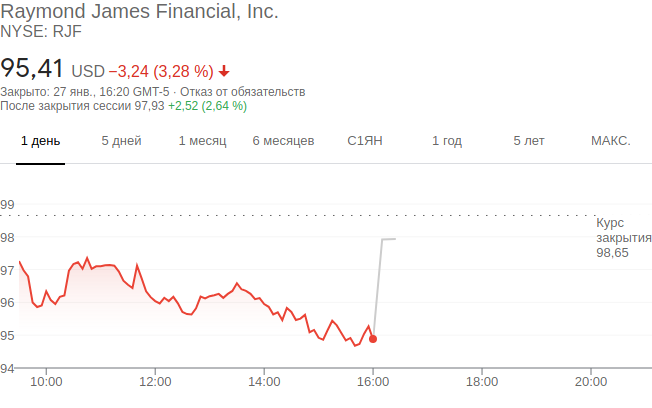 Raymond James Financial, Inc.
NYSE: RJF
95,41 USD −3,24 (3,28 %)
Закрыто: 27 янв., 16:20 GMT-5 · Отказ от обязательств
После закрытия сессии 97,93 +2,52 (2,64 %)
1 день 5 дней 1 месяц 6 месяцев С1ЯН 1 год 5 лет МАКС.
99
Курс
закрытия
98,65
98
97
96
95
94
10:00 12:00 14:00 16:00 18:00 20:00